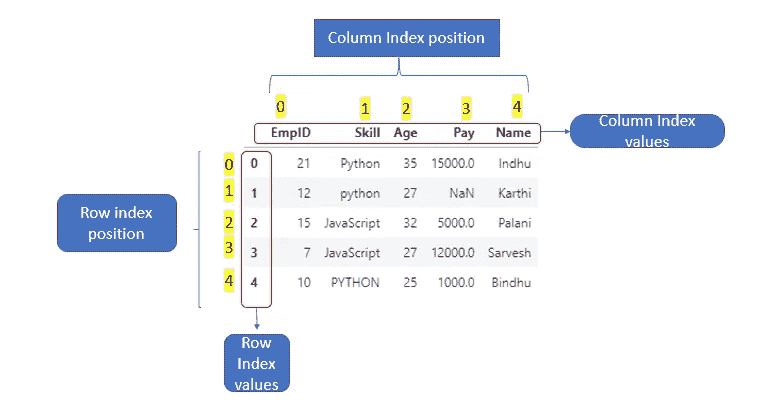 Column Index position
0 1 2 3 4
EmpID Skill Age Pay Name
Column Index
values
0 0 21 Python 35 15000.0 Indhu
1 1 12 python 27 NaN Karthi
Row index
position
2 2 15 JavaScript 32 5000.0 Palani
3 3 7 JavaScript 27 12000.0 Sarvesh
4 4 10 PYTHON 25 1000.0 Bindhu
Row
Index
values